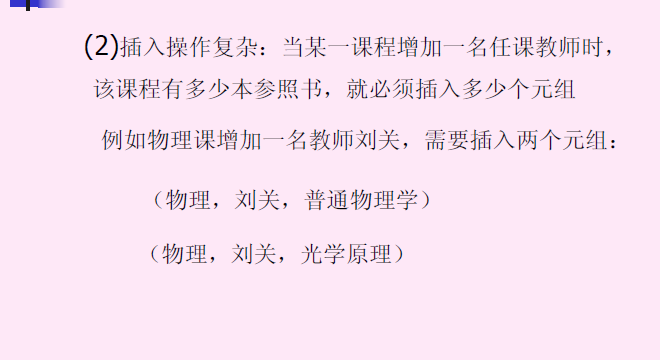 (2)插入操作复杂：当某一课程增加一名任课教师时，
该课程有多少本参照书，就必须插入多少个元组
例如物理课增加一名教师刘关，需要插入两个元组：
（物理，刘关，普通物理学）
（物理，刘关，光学原理）